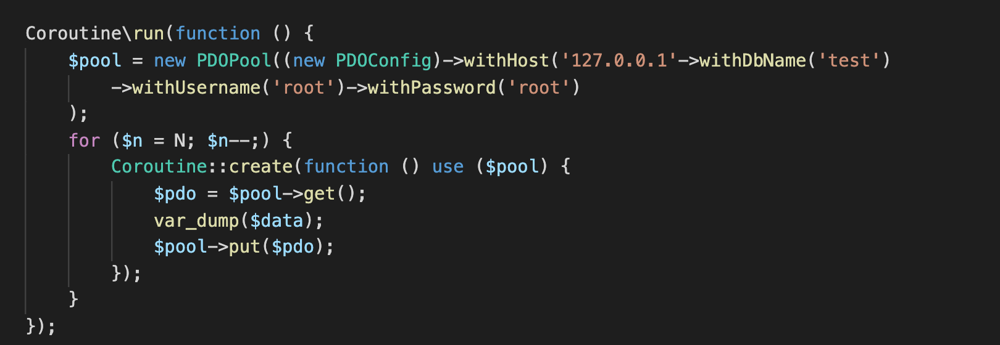 Coroutine\run(function () {
    $pool = new PDOPool((new PDOConfig)->withHost('127.0.0.1'->withDbName('test')
        ->withUsername('root')->withPassword('root')
    );
    for ($n = N; $n--;) {
        Coroutine::create(function () use ($pool) {
            $pdo = $pool->get();
            var_dump($data);
            $pool->put($pdo);
        });
    }
});